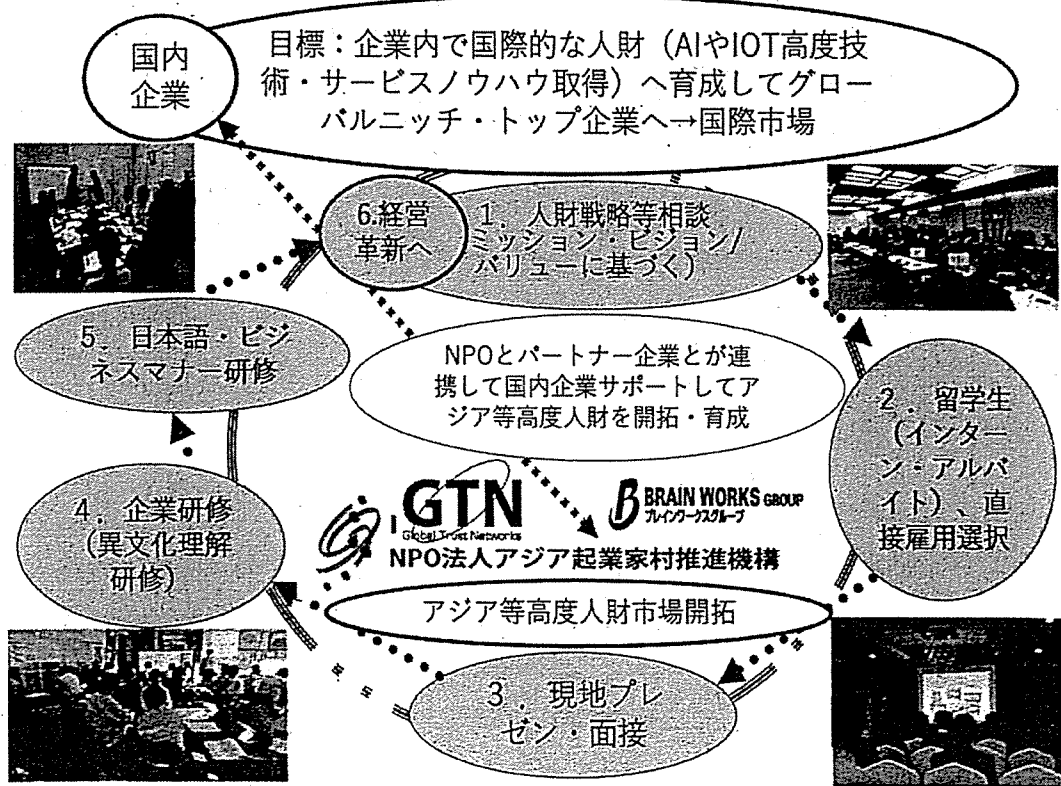 国内
企業
目標：企業内で国際的な人財（AIやIOT高度技
術・サービスノウハウ取得）へ育成してグロー
バルニッチ・トップ企業へ→国際市場
6.経営
革新へ
1．人財戦略等相談
ミッション・ビジョン/
バリューに基づく）
5．日本語・ビジ
ネスマナー研修
NPOとパートナー企業とが連
携して国内企業サポートしてア
ジア等高度人財を開拓・育成
2．留学生
（インター
ン・アルバ
イト）、直
接雇用選択
4．企業研修
（異文化理解
研修）
GTN
Global Trust Networks
BRAIN WORKS GROUP
ブレインワークスグループ
NPO法人アジア起業家村推進機構
アジア等高度人財市場開拓
3．現地プレ
ゼン・面接